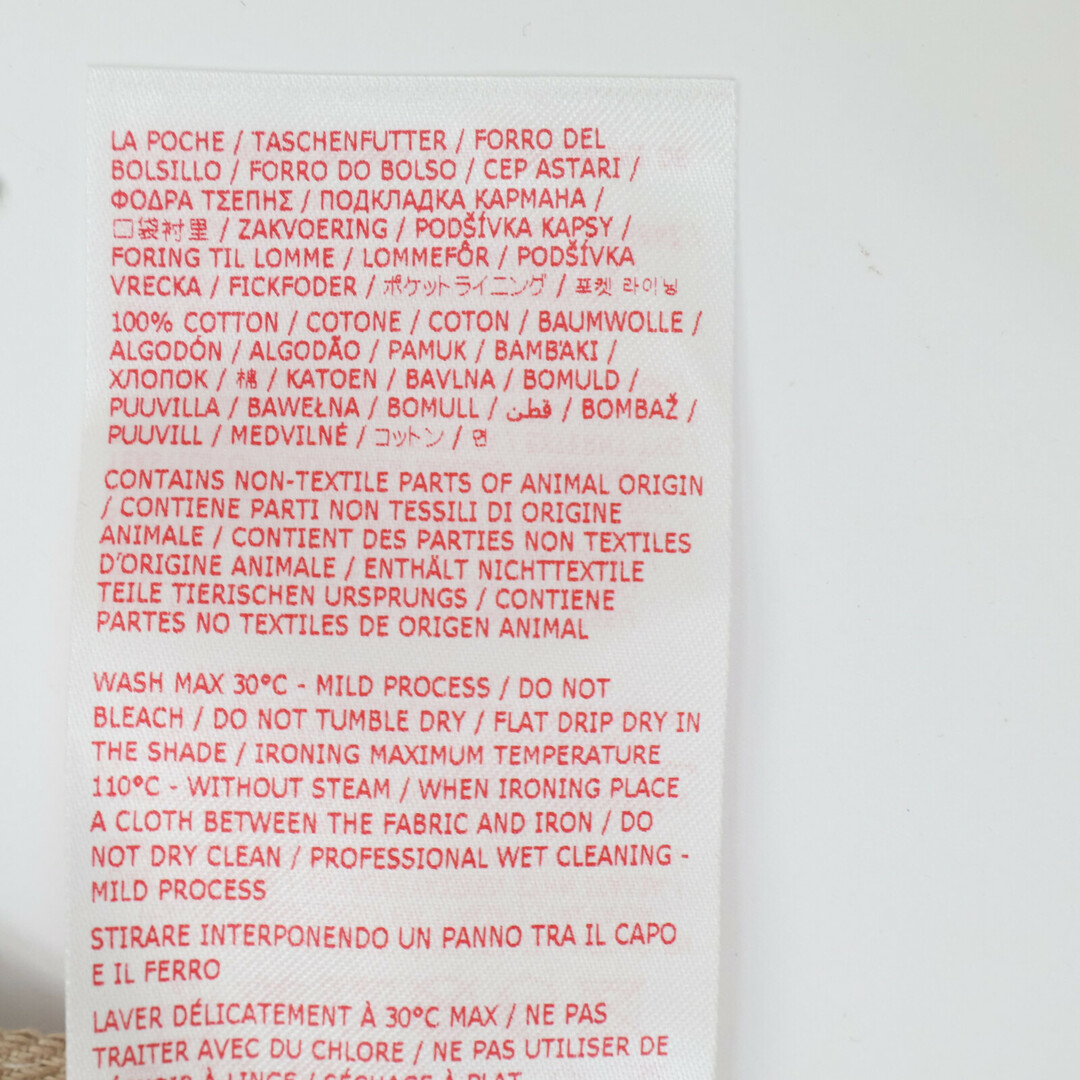 LA POCHE / TASCHENFUTTER / FORRO DEL
BOLSILLO / FORRO DO BOLSO / CEP ASTARI /
ΦΟΔΡΑ ΤΣΕΠΗΣ / ПОДКЛАДКА КАРМАНА /
口袋衬里 / ZAKVOERING / PODŠÍVKA KAPSY /
FORING TIL LOMME / LOMMEFÔR / PODŠÍVKA
VRECKA / FICKFODER / ポケットライニング / 포켓 라이닝
100% COTTON / COTONE / COTON / BAUMWOLLE /
ALGODÓN / ALGODÃO / PAMUK / ΒΑΜΒΆΚΙ /
ХЛОПОК / 棉 / KATOEN / BAVLNA / BOMULD /
PUUVILLA / BAWEŁNA / BOMULL / قطن / BOMBAŽ /
PUUVILL / MEDVILNÉ / コットン / 면
CONTAINS NON-TEXTILE PARTS OF ANIMAL ORIGIN
/ CONTIENE PARTI NON TESSILI DI ORIGINE
ANIMALE / CONTIENT DES PARTIES NON TEXTILES
D'ORIGINE ANIMALE / ENTHÄLT NICHTTEXTILE
TEILE TIERISCHEN URSPRUNGS / CONTIENE
PARTES NO TEXTILES DE ORIGEN ANIMAL
WASH MAX 30°C - MILD PROCESS / DO NOT
BLEACH / DO NOT TUMBLE DRY / FLAT DRIP DRY IN
THE SHADE / IRONING MAXIMUM TEMPERATURE
110°C - WITHOUT STEAM / WHEN IRONING PLACE
A CLOTH BETWEEN THE FABRIC AND IRON / DO
NOT DRY CLEAN / PROFESSIONAL WET CLEANING -
MILD PROCESS
STIRARE INTERPONENDO UN PANNO TRA IL CAPO
E IL FERRO
LAVER DÉLICATEMENT À 30°C MAX / NE PAS
TRAITER AVEC DU CHLORE / NE PAS UTILISER DE
À LINGE / SÉCHAGE À PLAT